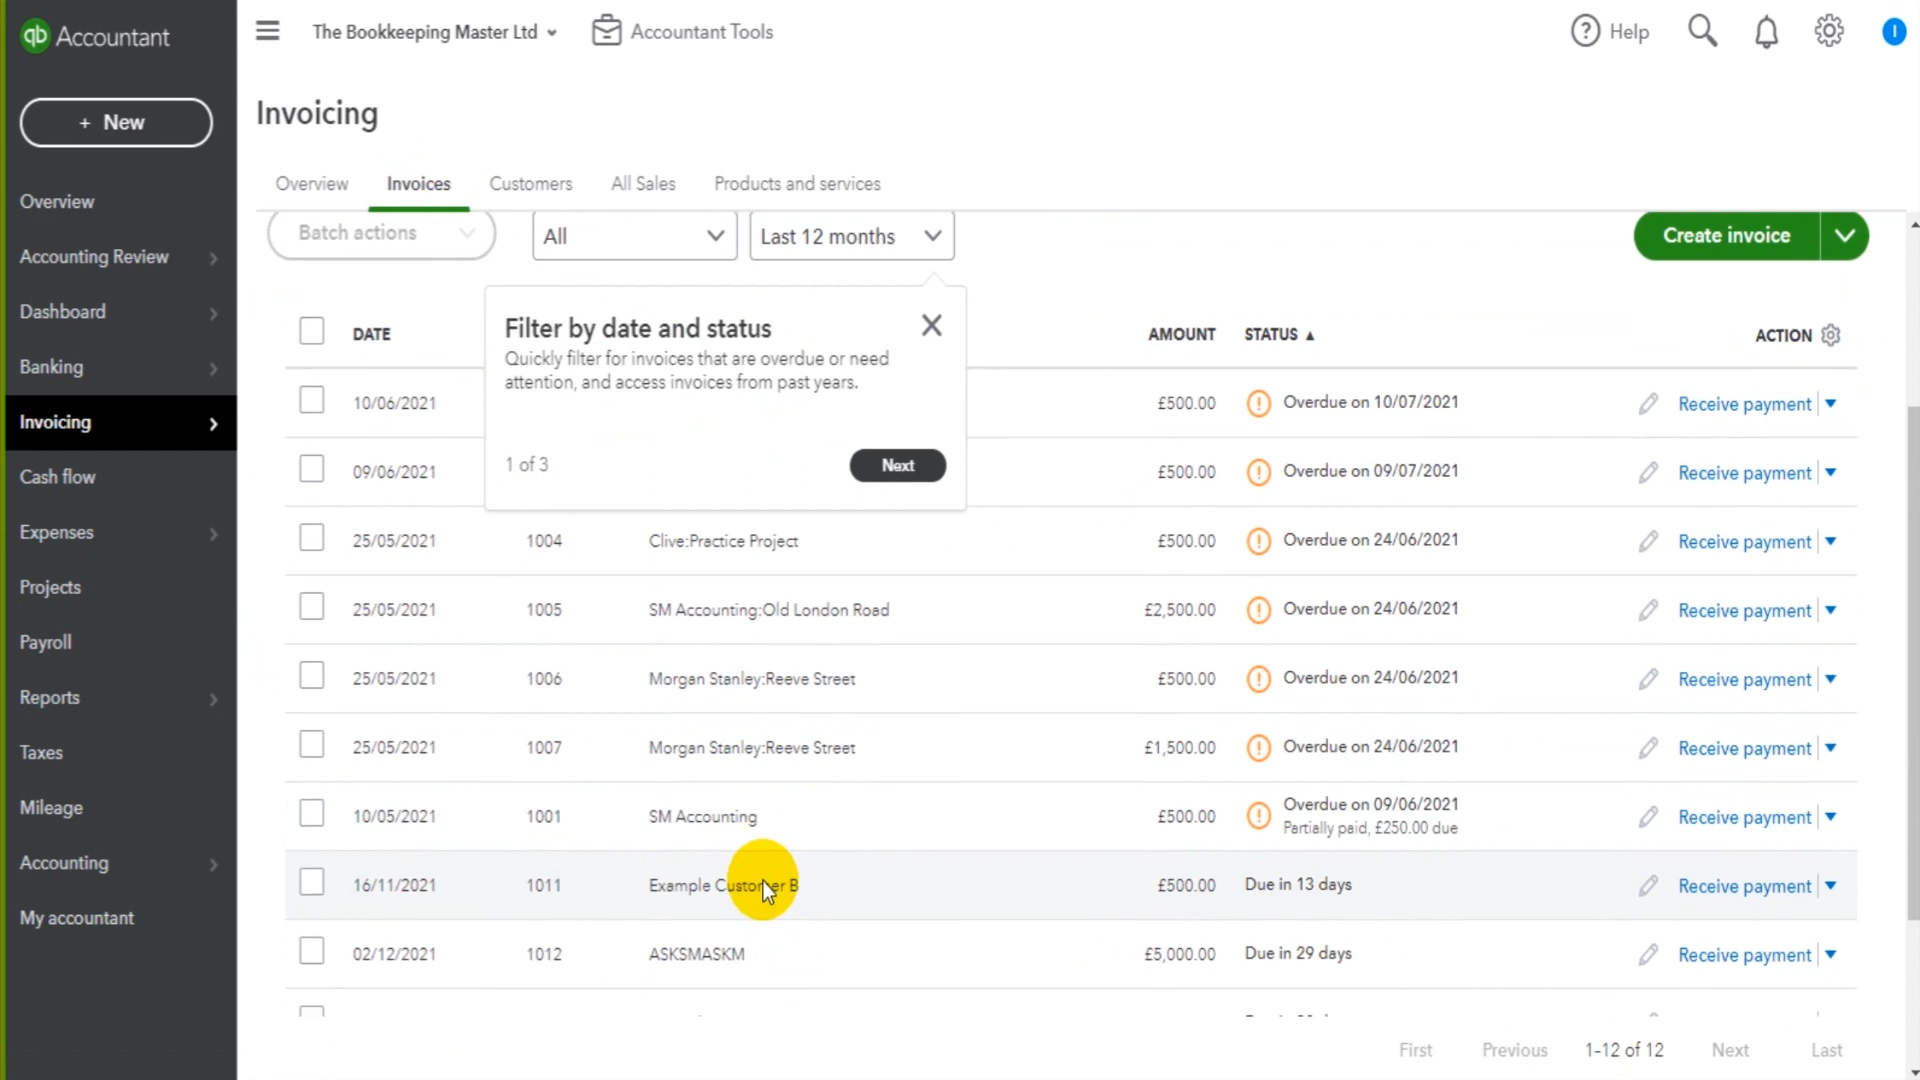 qb Accountant
The Bookkeeping Master Ltd
Accountant Tools
Help
I
+ New
Invoicing
Overview
Invoices
Customers
All Sales
Products and services
Overview
Accounting Review
Dashboard
Banking
Invoicing
Cash flow
Expenses
Projects
Payroll
Reports
Taxes
Mileage
Accounting
My accountant
Batch actions
All
Last 12 months
Create invoice
Filter by date and status
Quickly filter for invoices that are overdue or need
attention, and access invoices from past years.
1 of 3
Next
DATE AMOUNT STATUS ▲ ACTION
10/06/2021 £500.00 Overdue on 10/07/2021 Receive payment
09/06/2021 £500.00 Overdue on 09/07/2021 Receive payment
25/05/2021 1004 Clive:Practice Project £500.00 Overdue on 24/06/2021 Receive payment
25/05/2021 1005 SM Accounting:Old London Road £2,500.00 Overdue on 24/06/2021 Receive payment
25/05/2021 1006 Morgan Stanley:Reeve Street £500.00 Overdue on 24/06/2021 Receive payment
25/05/2021 1007 Morgan Stanley:Reeve Street £1,500.00 Overdue on 24/06/2021 Receive payment
10/05/2021 1001 SM Accounting £500.00 Overdue on 09/06/2021 Receive payment
Partially paid, £250.00 due
16/11/2021 1011 Example Customer B £500.00 Due in 13 days Receive payment
02/12/2021 1012 ASKSMASKM £5,000.00 Due in 29 days Receive payment
First Previous 1-12 of 12 Next Last